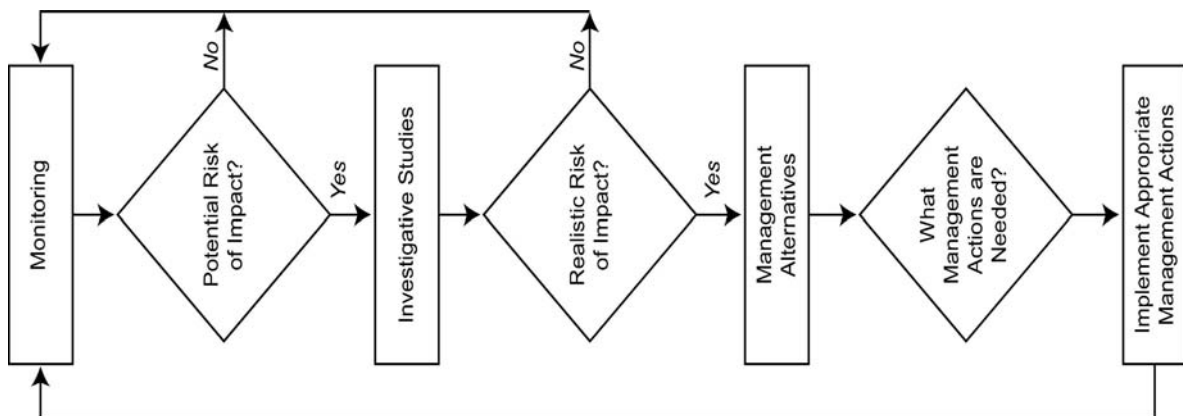 Monitoring
Potential Risk
of Impact?
No
Yes
Investigative Studies
Realistic Risk
of Impact?
No
Yes
Management
Alternatives
What
Management
Actions are
Needed?
Implement Appropriate
Management Actions